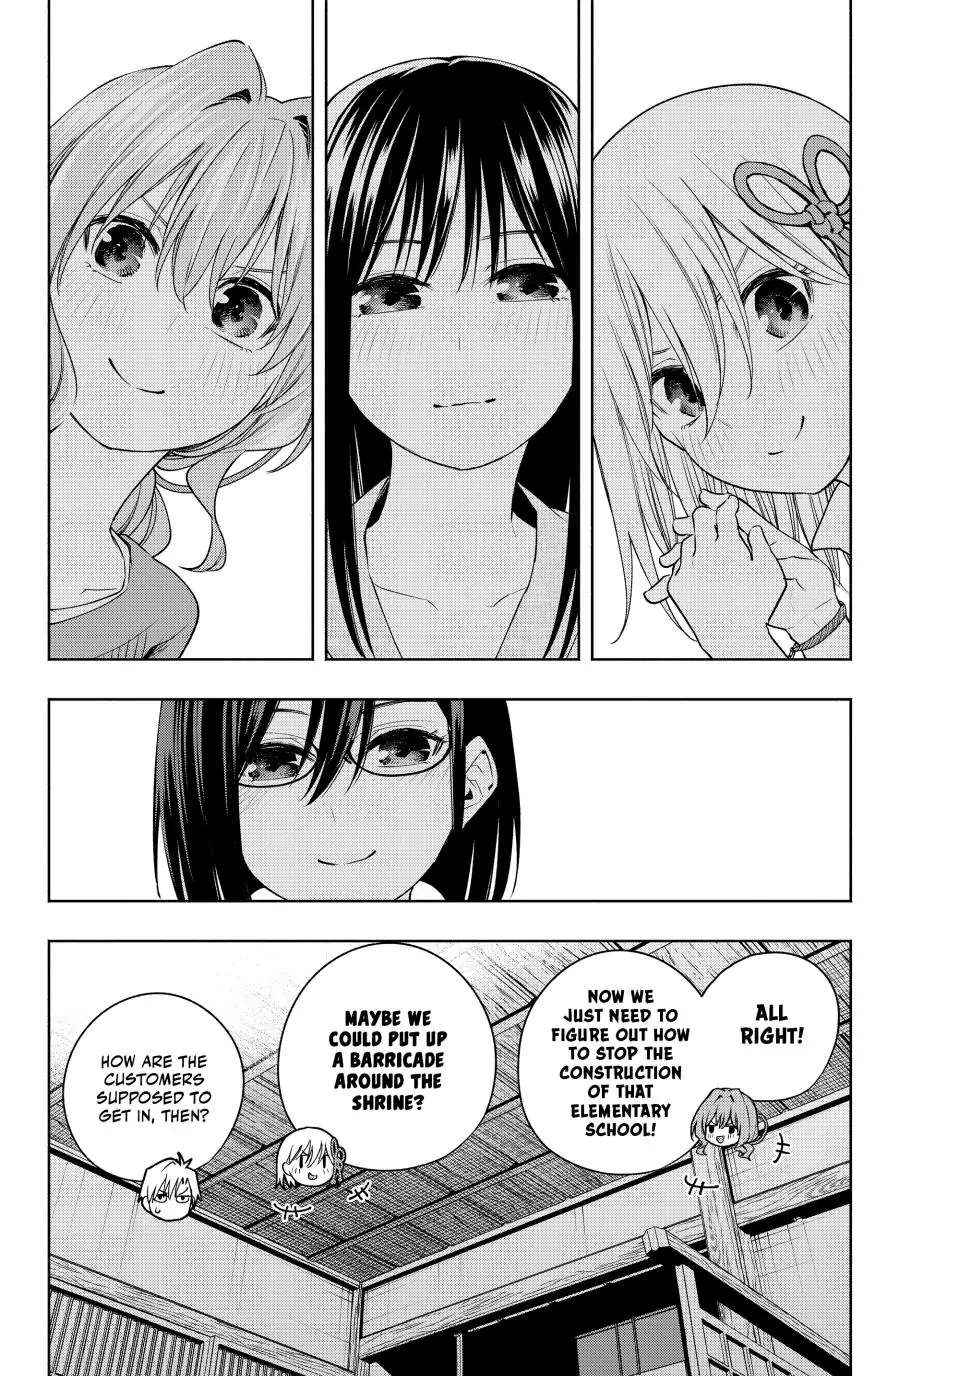 ALL
RIGHT!
NOW WE
JUST NEED TO
FIGURE OUT HOW
TO STOP THE
CONSTRUCTION
OF THAT
ELEMENTARY
SCHOOL!
MAYBE WE
COULD PUT UP
A BARRICADE
AROUND THE
SHRINE?
HOW ARE THE
CUSTOMERS
SUPPOSED TO
GET IN, THEN?